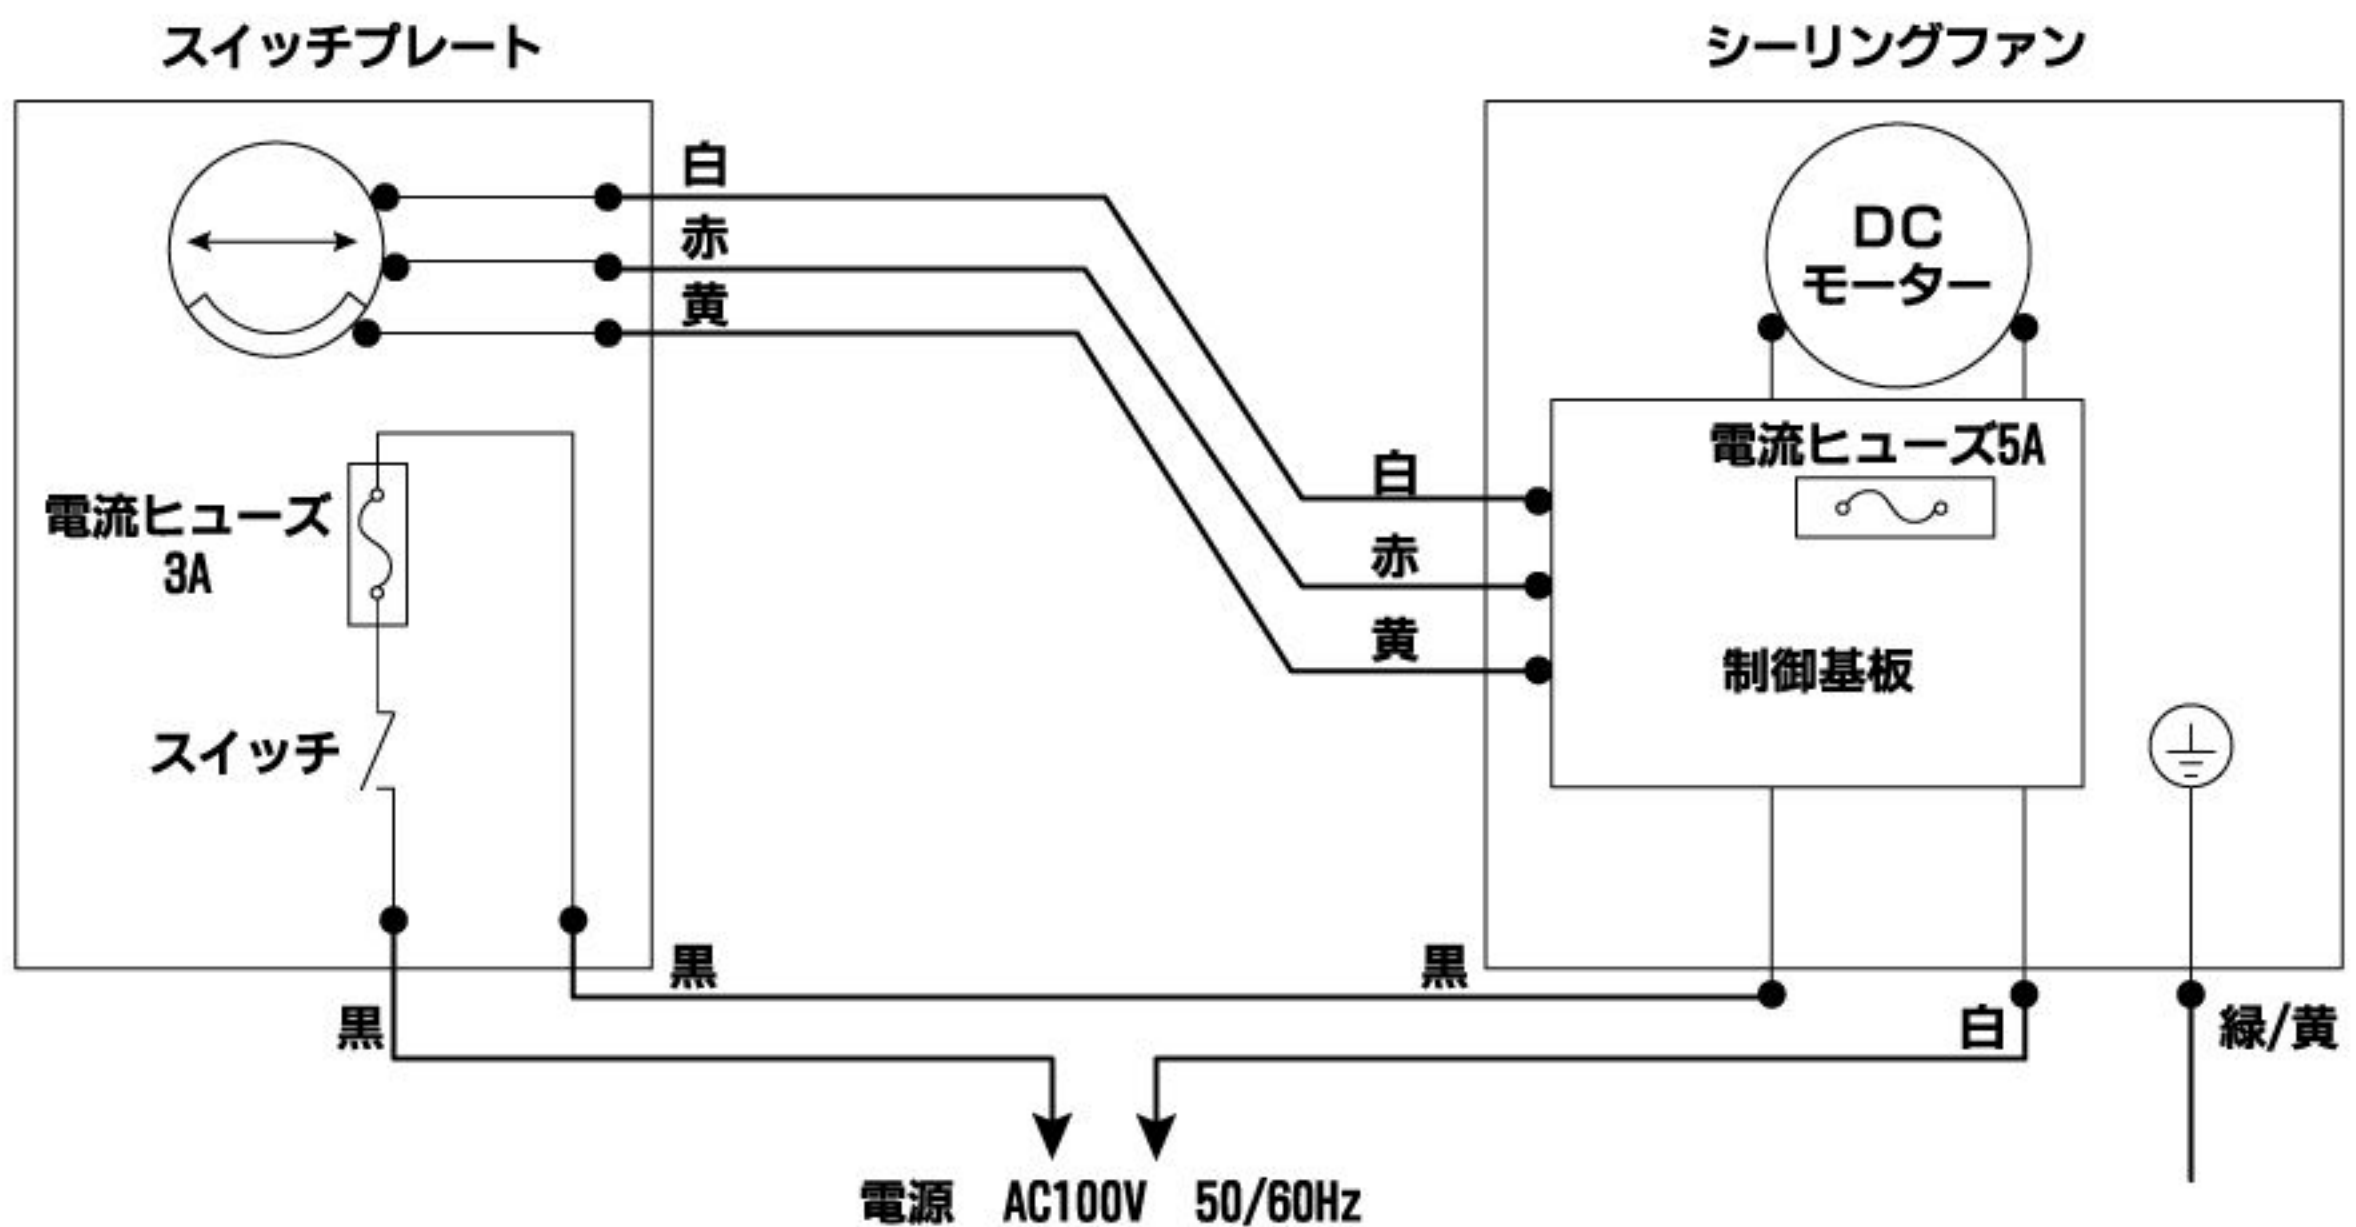 スイッチプレート
シーリングファン
白
赤
黄
DC
モーター
電流ヒューズ5A
白
赤
黄
制御基板
電流ヒューズ
3A
スイッチ
黒
黒
黒
白
緑/黄
電源 AC100V 50/60Hz